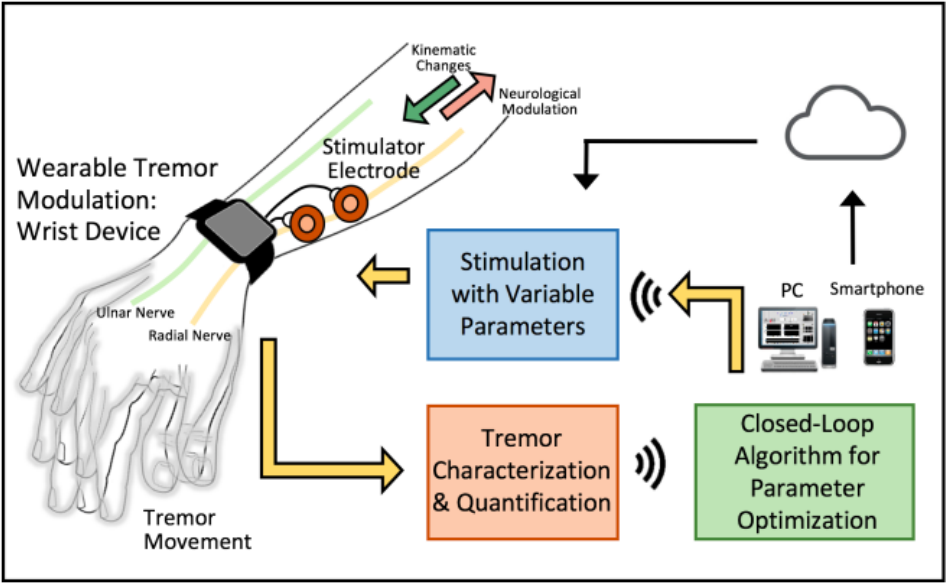 Kinematic
Changes
Neurological
Modulation
Stimulator
Electrode
Wearable Tremor
Modulation:
Wrist Device
Ulnar Nerve
Radial Nerve
Tremor
Movement
Stimulation
with Variable
Parameters
PC
Smartphone
Tremor
Characterization
& Quantification
Closed-Loop
Algorithm for
Parameter
Optimization